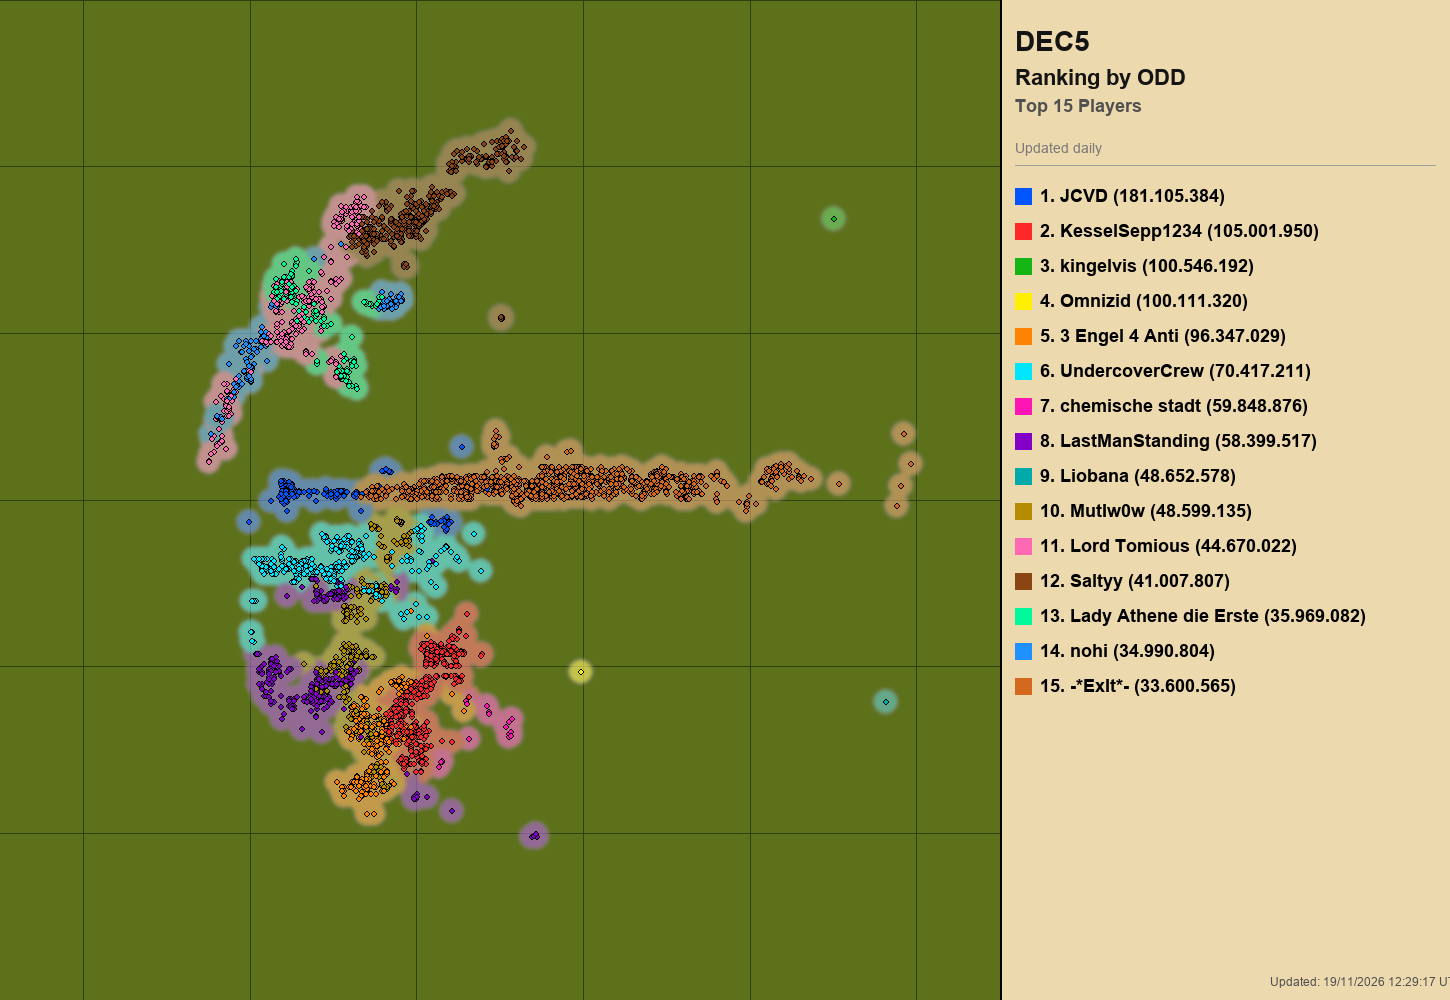 DEC5
Ranking by ODD
Top 15 Players
Updated daily
1. JCVD (181.105.384)
2. KesselSepp1234 (105.001.950)
3. kingelvis (100.546.192)
4. Omnizid (100.111.320)
5. 3 Engel 4 Anti (96.347.029)
6. UndercoverCrew (70.417.211)
7. chemische stadt (59.848.876)
8. LastManStanding (58.399.517)
9. Liobana (48.652.578)
10. Mutlw0w (48.599.135)
11. Lord Tomious (44.670.022)
12. Saltyy (41.007.807)
13. Lady Athene die Erste (35.969.082)
14. nohi (34.990.804)
15. -*ExIt*- (33.600.565)
Updated: 19/11/2026 12:29:17 U